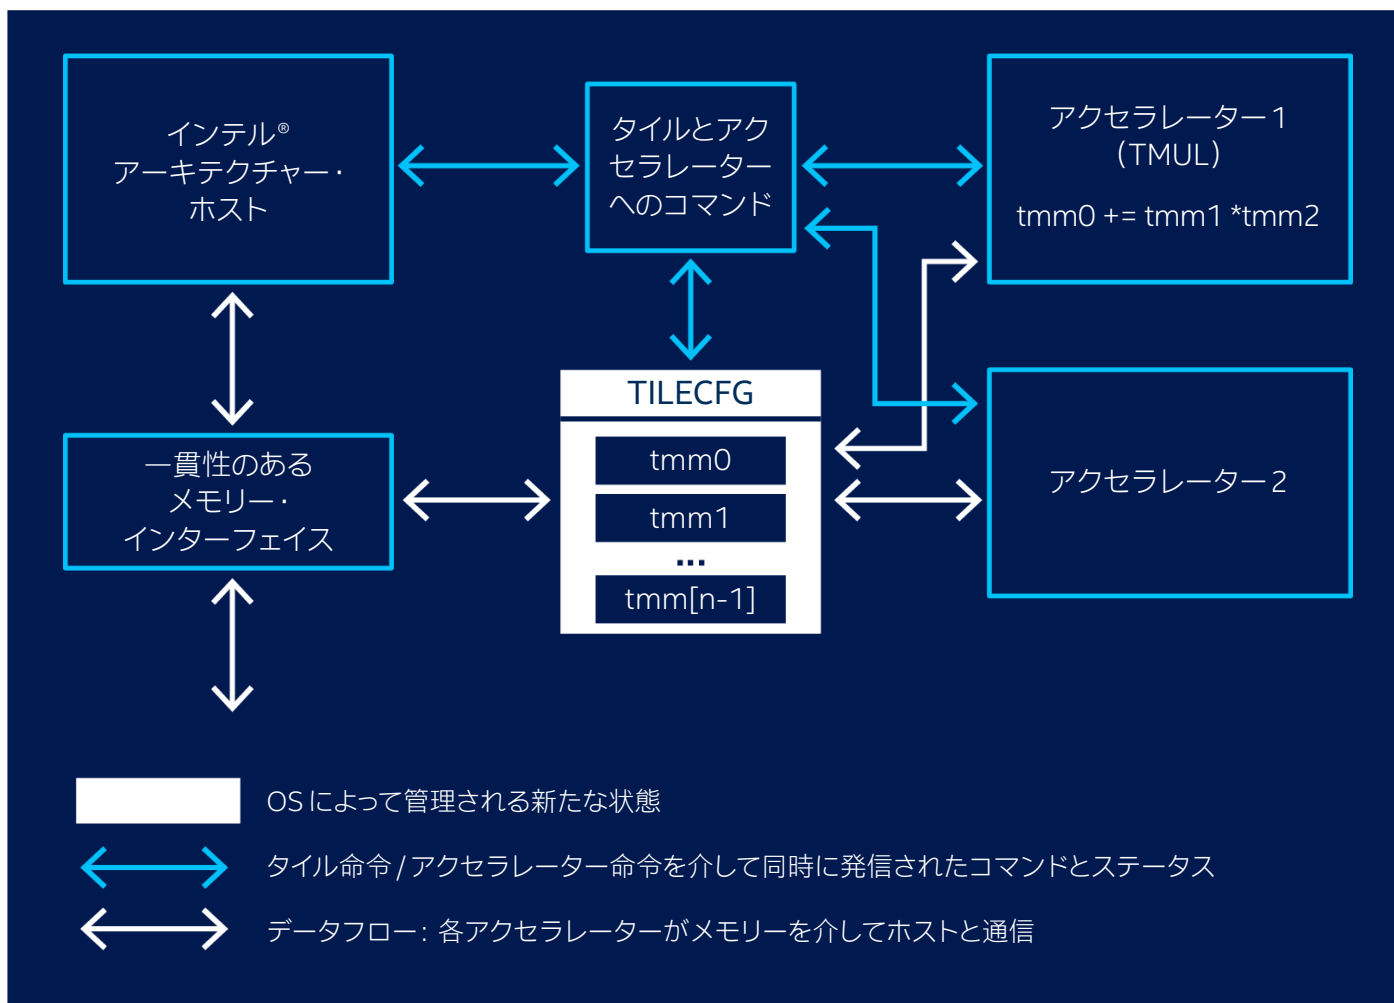 インテル®
アーキテクチャー・
ホスト
タイルとアク
セラレーター
へのコマンド
アクセラレーター 1
(TMUL)
tmm0 += tmm1 *tmm2
一貫性のある
メモリー・
インターフェイス
TILECFG
tmm0
tmm1
...
tmm[n-1]
アクセラレーター 2
OS によって管理される新たな状態
タイル命令 / アクセラレーター命令を介して同時に発信されたコマンドとステータス
データフロー: 各アクセラレーターがメモリーを介してホストと通信